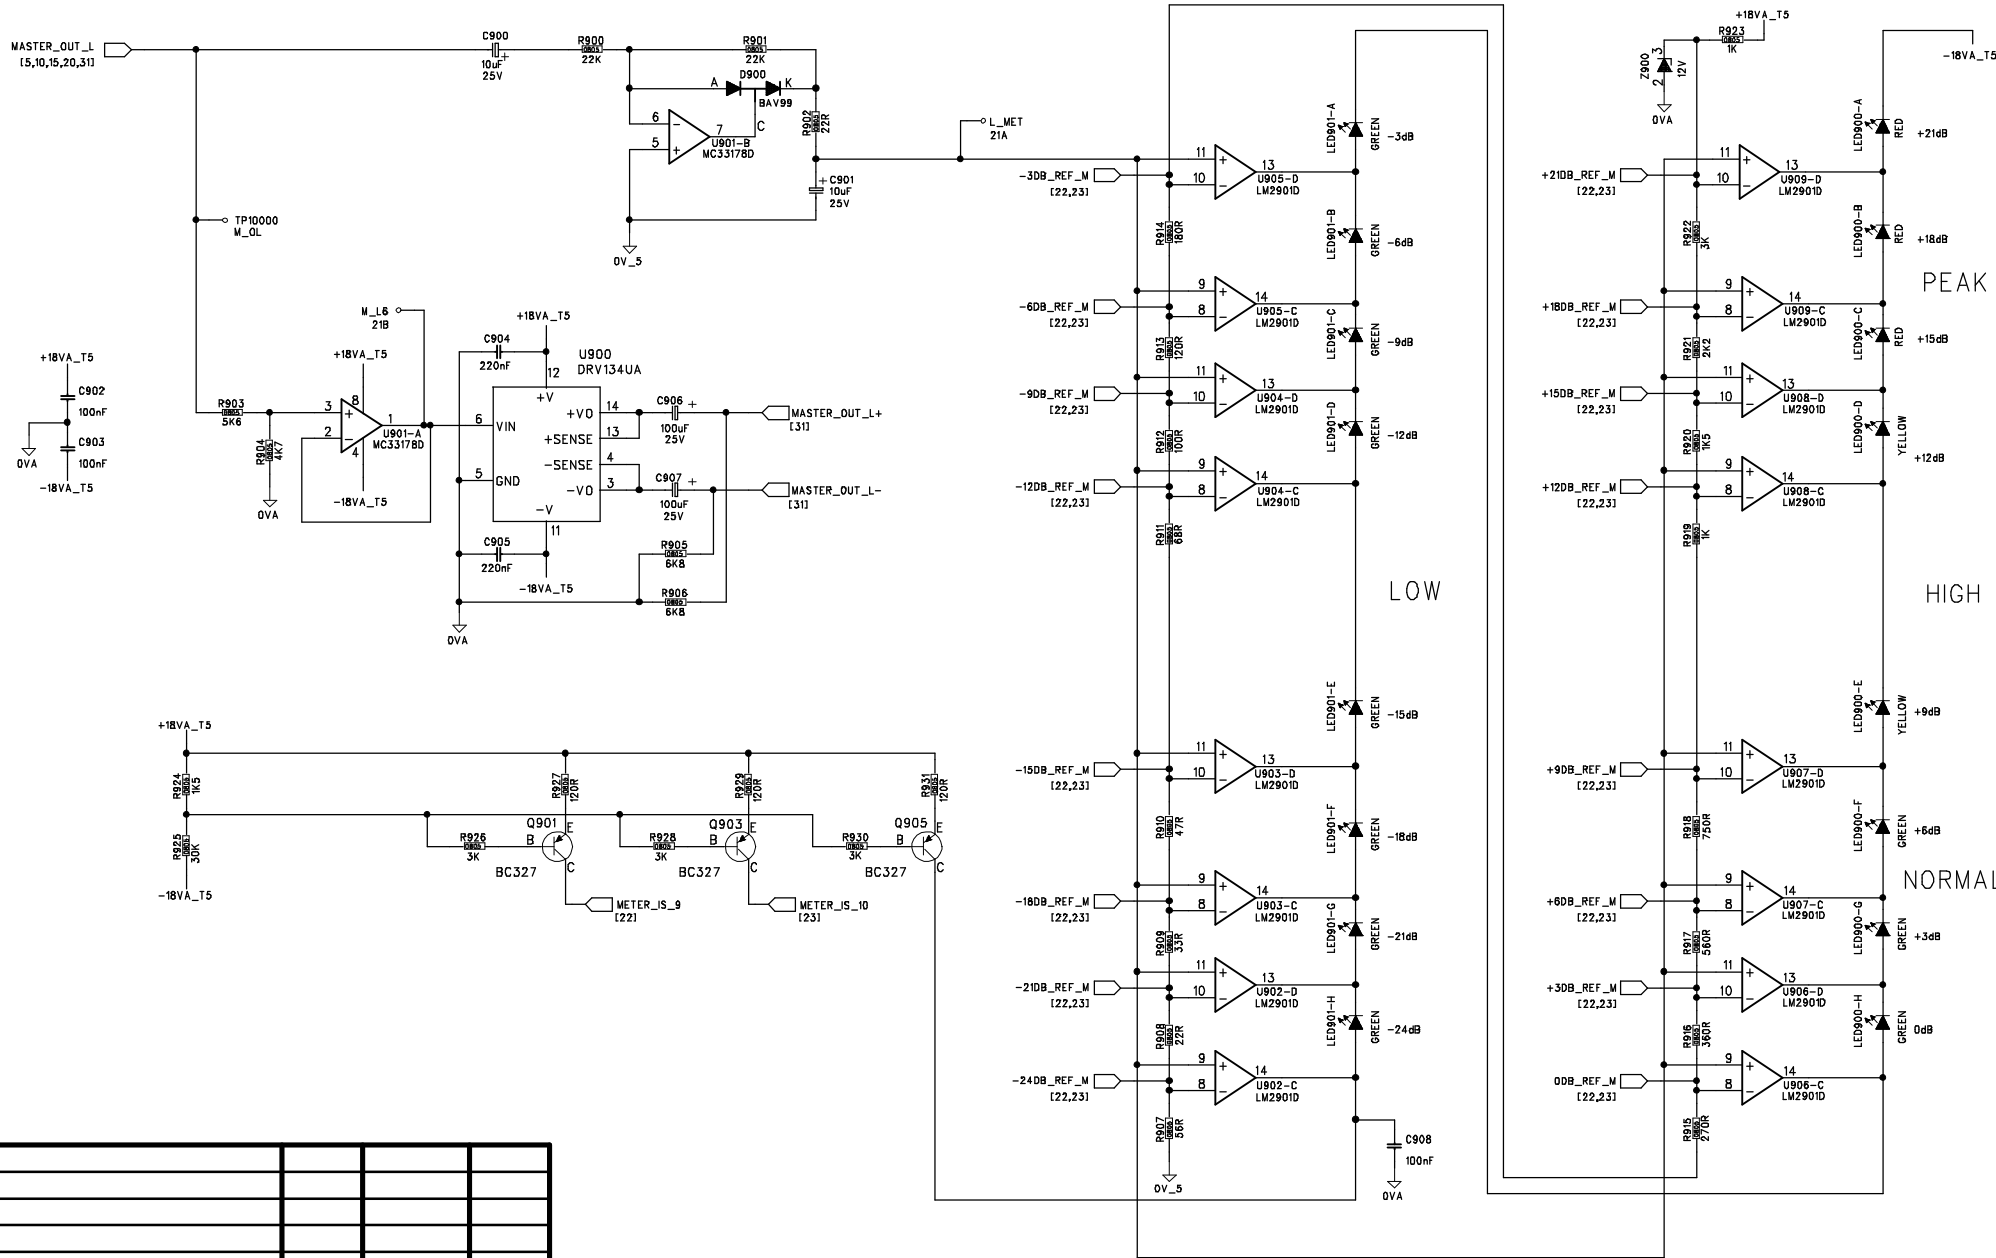 MASTER_OUT_L
[5,10,15,20,31]
C900
10uF
25V
R900
22K
R901
22K
A
D900
K
BAV99
C
R902
22R
6
5
7
U901-B
MC33178D
+ C901
10uF
25V
0V_5
L_MET
21A
TP10000
M_OL
M_L6
21B
+18VA_T5
C902
100nF
C903
100nF
0VA
-18VA_T5
R903
5K6
R904
4K7
0VA
+18VA_T5
3
2
8
1
4
U901-A
MC33178D
-18VA_T5
+18VA_T5
C904
220nF
12
U900
DRV134UA
6
VIN
+V
+VO
14
+SENSE
13
-SENSE
4
5
GND
-VO
3
-V
11
C905
220nF
-18VA_T5
0VA
C906
100uF
25V
C907
100uF
25V
MASTER_OUT_L+
[31]
MASTER_OUT_L-
[31]
R905
6K8
R906
6K8
+18VA_T5
R924
1K5
R925
30K
-18VA_T5
R927
120R
R926
3K
Q901
B
E
C
BC327
METER_IS_9
[22]
R929
120R
R928
3K
Q903
B
E
C
BC327
METER_IS_10
[23]
R931
120R
R930
3K
Q905
B
E
C
BC327
-3DB_REF_M
[22,23]
11
10
13
U905-D
LM2901D
LED901-A
GREEN
-3dB
R914
180R
LED901-B
GREEN
-6dB
-6DB_REF_M
[22,23]
9
8
14
U905-C
LM2901D
LED901-C
GREEN
-9dB
R913
120R
-9DB_REF_M
[22,23]
11
10
13
U904-D
LM2901D
LED901-D
GREEN
-12dB
R912
100R
-12DB_REF_M
[22,23]
9
8
14
U904-C
LM2901D
R911
68R
LOW
LED901-E
GREEN
-15dB
-15DB_REF_M
[22,23]
11
10
13
U903-D
LM2901D
R910
47R
LED901-F
GREEN
-18dB
-18DB_REF_M
[22,23]
9
8
14
U903-C
LM2901D
R909
33R
LED901-G
GREEN
-21dB
-21DB_REF_M
[22,23]
11
10
13
U902-D
LM2901D
R908
22R
LED901-H
GREEN
-24dB
-24DB_REF_M
[22,23]
9
8
14
U902-C
LM2901D
R907
56R
0V_5
C908
100nF
0VA
+18VA_T5
R923
1K
Z900
3
2
12V
0VA
-18VA_T5
LED900-A
RED
+21dB
+21DB_REF_M
[22,23]
11
10
13
U909-D
LM2901D
R922
3K
LED900-B
RED
+18dB
PEAK
+18DB_REF_M
[22,23]
9
8
14
U909-C
LM2901D
R921
2K2
LED900-C
RED
+15dB
+15DB_REF_M
[22,23]
11
10
13
U908-D
LM2901D
R920
1K5
LED900-D
YELLOW
+12dB
+12DB_REF_M
[22,23]
9
8
14
U908-C
LM2901D
R919
1K
HIGH
LED900-E
YELLOW
+9dB
+9DB_REF_M
[22,23]
11
10
13
U907-D
LM2901D
R918
750R
LED900-F
GREEN
+6dB
NORMAL
+6DB_REF_M
[22,23]
9
8
14
U907-C
LM2901D
R917
560R
LED900-G
GREEN
+3dB
+3DB_REF_M
[22,23]
11
10
13
U906-D
LM2901D
R916
360R
LED900-H
GREEN
0dB
0DB_REF_M
[22,23]
9
8
14
U906-C
LM2901D
R915
270R